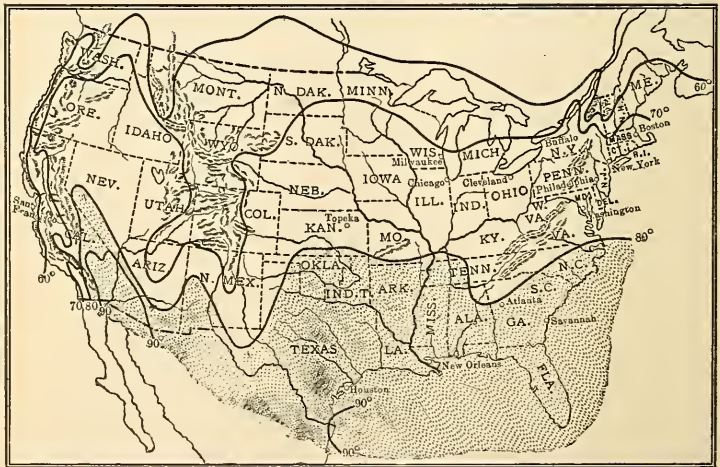 WASH.
MONT.
N. DAK.
MINN.
ME.
60°
ORE.
IDAHO
WYO.
S. DAK.
WIS.
Milwaukee
MICH.
Buffalo
N.Y.
MASS.
Boston
70°
CT.
R.I.
New York
NEV.
UTAH
COL.
NEB.
IOWA
Chicago
ILL.
IND.
Cleveland
OHIO
PENN.
Philadelphia
N.J.
MD.
DEL.
Washington
W.
VA.
VA.
San
Fran.
CAL.
KAN.
Topeka
MO.
KY.
80°
60°
ARIZ
N. MEX.
OKLA.
IND.T.
ARK.
TENN.
N.C.
S.C.
Atlanta
70
80
90
90
MISS.
ALA.
GA.
Savannah
TEXAS
LA.
New Orleans
FLA.
Houston
90°
90°